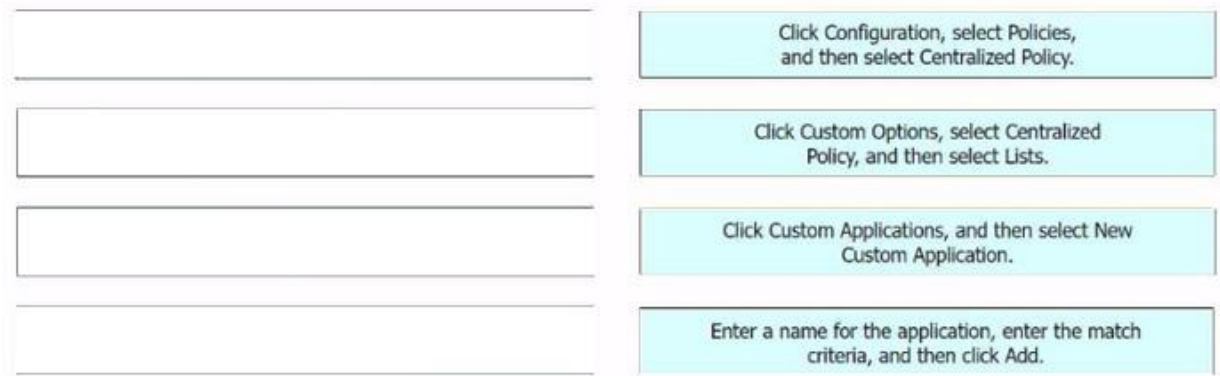 Click Configuration, select Policies,
and then select Centralized Policy.
Click Custom Options, select Centralized
Policy, and then select Lists.
Click Custom Applications, and then select New
Custom Application.
Enter a name for the application, enter the match
criteria, and then click Add.